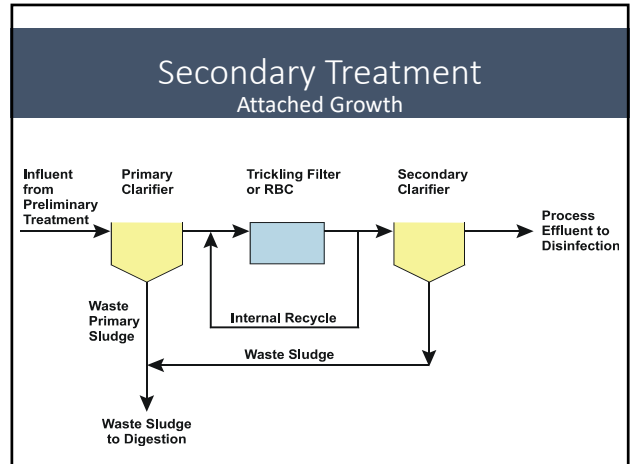 Secondary Treatment
Attached Growth
Influent
from
Preliminary
Treatment
Primary
Clarifier
Trickling Filter
or RBC
Secondary
Clarifier
Process
Effluent to
Disinfection
Waste
Primary
Sludge
Internal Recycle
Waste Sludge
Waste Sludge
to Digestion